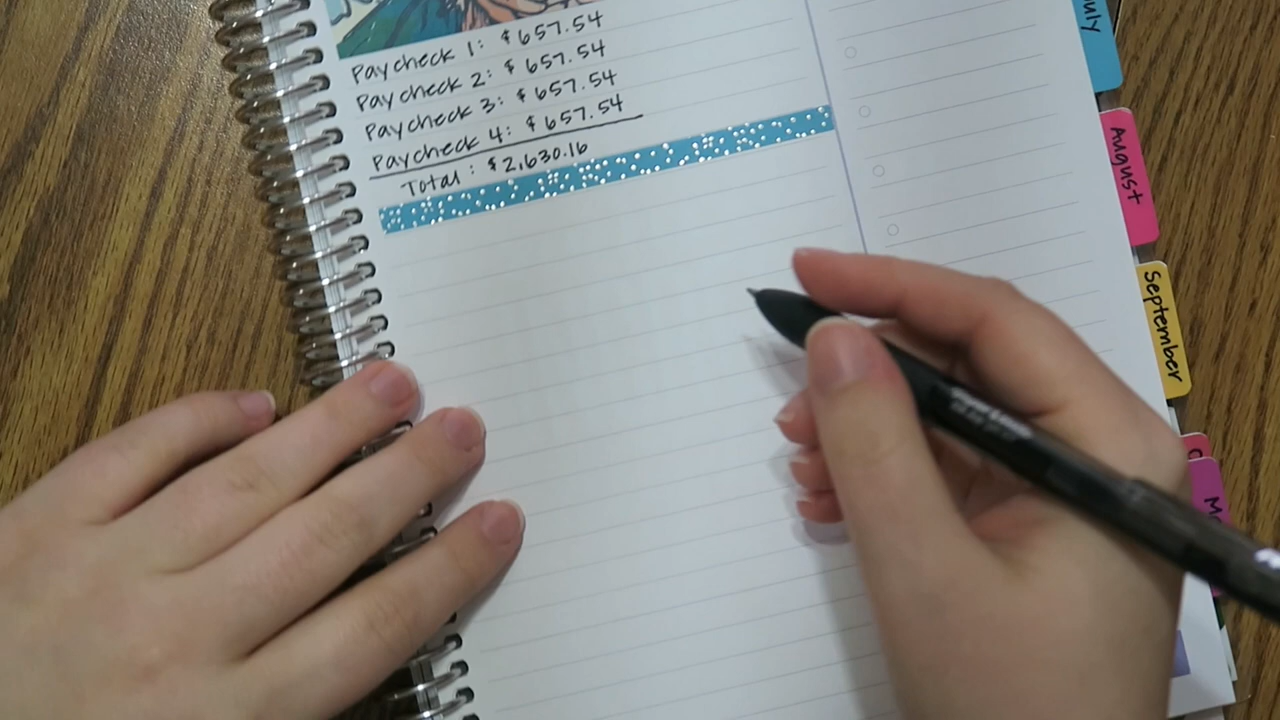 Paycheck 1: $657.54
Paycheck 2: $657.54
Paycheck 3: $657.54
Paycheck 4: $657.54
Total: $2,630.16
July
August
September